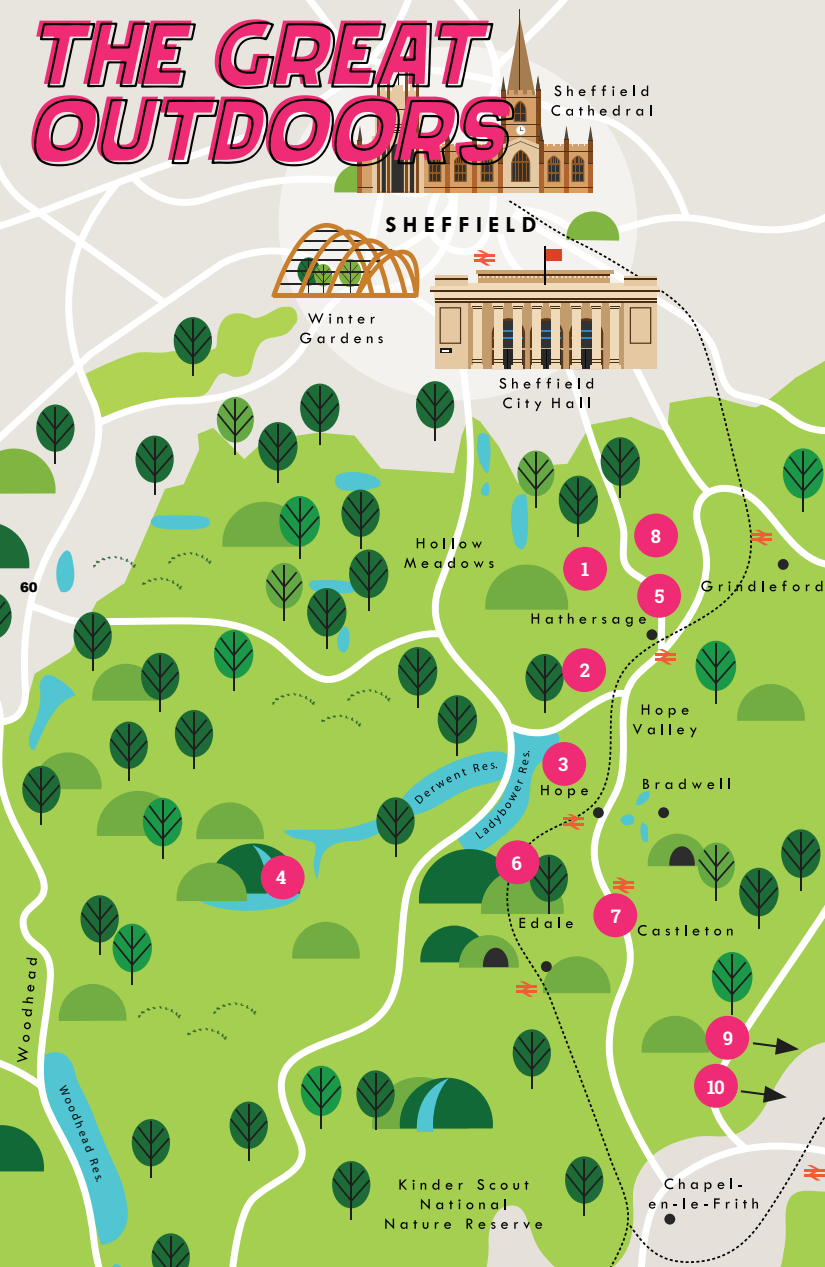 THE GREAT
OUTDOORS
Sheffield
Cathedral
SHEFFIELD
Winter
Gardens
Sheffield
City Hall
Hollow
Meadows
8
1
60
5
Grindleford
Hathersage
2
Hope
Valley
3
Derwent Res.
Ladybower Res.
Hope
Bradwell
6
4
7
Edale
Castleton
Woodhead
9
10
Woodhead Res.
Kinder Scout
National
Nature Reserve
Chapel-
en-le-Frith